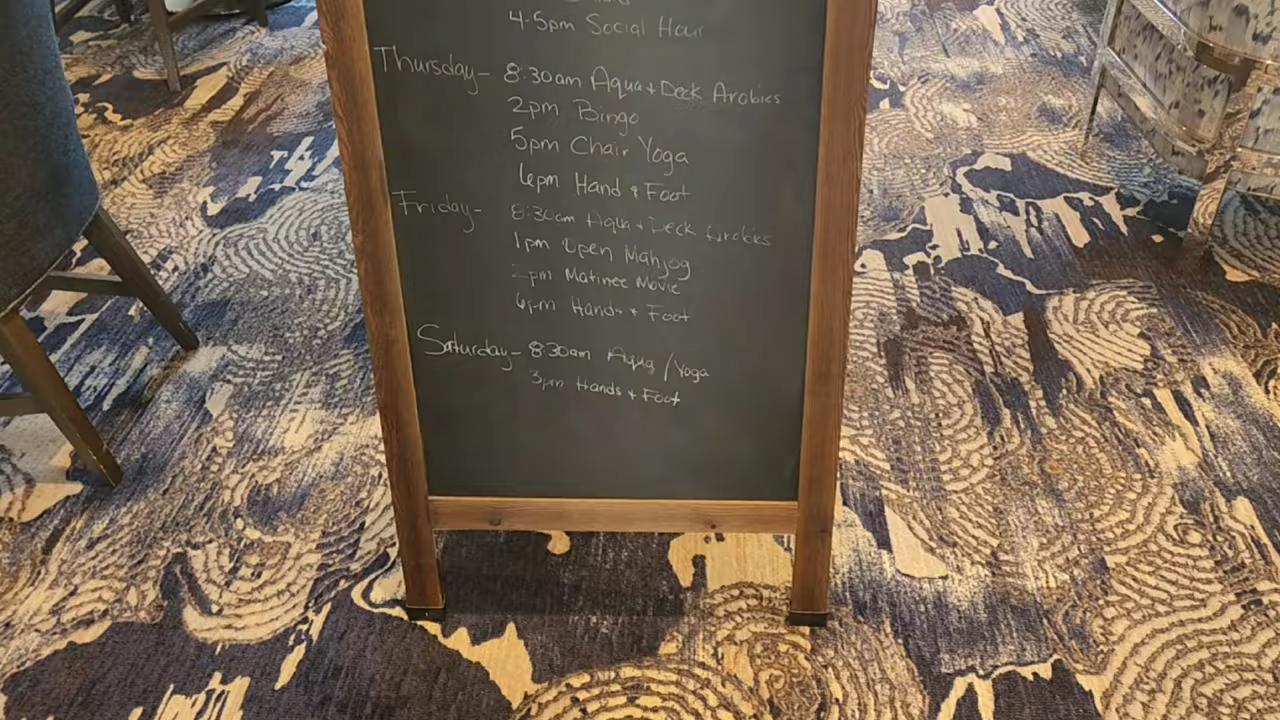 4-5pm Social Hour
Thursday- 8:30am Aqua + Deck Arobics
2pm Bingo
5pm Chair Yoga
6pm Hand & Foot
Friday- 8:30am Aqua + Deck Arobics
1pm Open Mahjog
2pm Matinee Movie
6pm Hands & Foot
Saturday- 8:30am Aqua / Yoga
3pm Hands & Foot